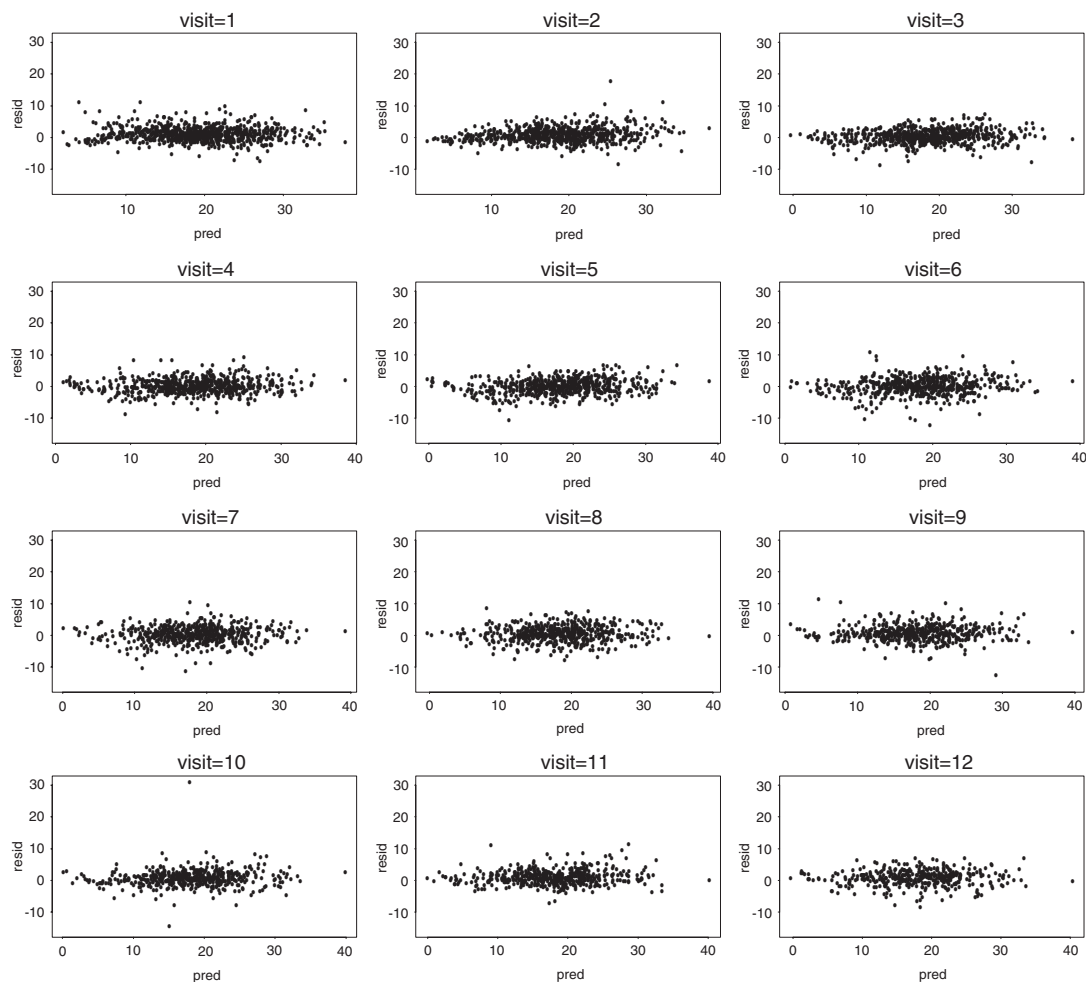 visit=1 visit=2 visit=3
30 30 30
20 20 20
resid 10 resid 10 resid 10
0 0 0
-10 -10 -10
10 20 30 10 20 30 0 10 20 30
pred pred pred
visit=4 visit=5 visit=6
30 30 30
20 20 20
resid 10 resid 10 resid 10
0 0 0
-10 -10 -10
0 10 20 30 40 0 10 20 30 40 0 10 20 30 40
pred pred pred
visit=7 visit=8 visit=9
30 30 30
20 20 20
resid 10 resid 10 resid 10
0 0 0
-10 -10 -10
0 10 20 30 40 0 10 20 30 40 0 10 20 30 40
pred pred pred
visit=10 visit=11 visit=12
30 30 30
20 20 20
resid 10 resid 10 resid 10
0 0 0
-10 -10 -10
0 10 20 30 40 0 10 20 30 40 0 10 20 30 40
pred pred pred